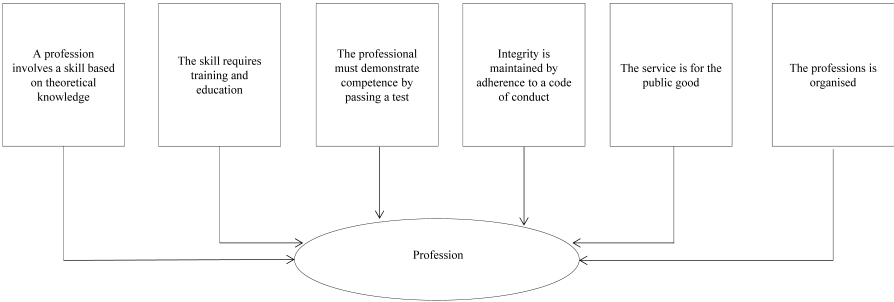 A profession
involves a skill based
on theoretical
knowledge
The skill requires
training and
education
The professional
must demonstrate
competence by
passing a test
Integrity is
maintained by
adherence to a code
of conduct
The service is for the
public good
The professions is
organised
Profession